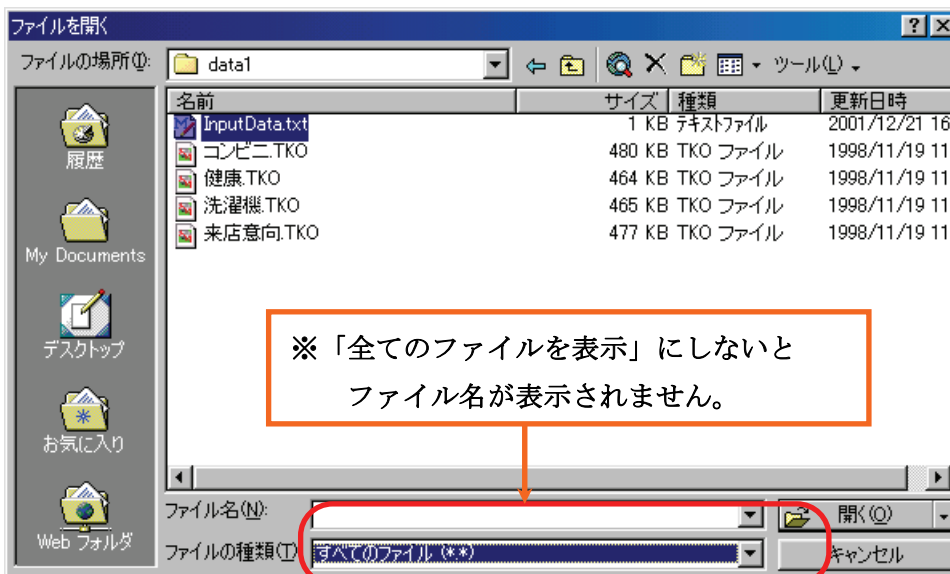 ファイルを開く
ファイルの場所(I): data1 ツール(L)
名前 サイズ 種類 更新日時
InputData.txt 1 KB テキストファイル 2001/12/21 16
コンビニ.TKO 480 KB TKO ファイル 1998/11/19 11
健康.TKO 464 KB TKO ファイル 1998/11/19 11
洗濯機.TKO 465 KB TKO ファイル 1998/11/19 11
来店意向.TKO 477 KB TKO ファイル 1998/11/19 11
履歴
My Documents
デスクトップ
お気に入り
Web フォルダ
※「全てのファイルを表示」にしないと
ファイル名が表示されません。
ファイル名(N): 開く(O)
ファイルの種類(T) すべてのファイル (*.*) キャンセル